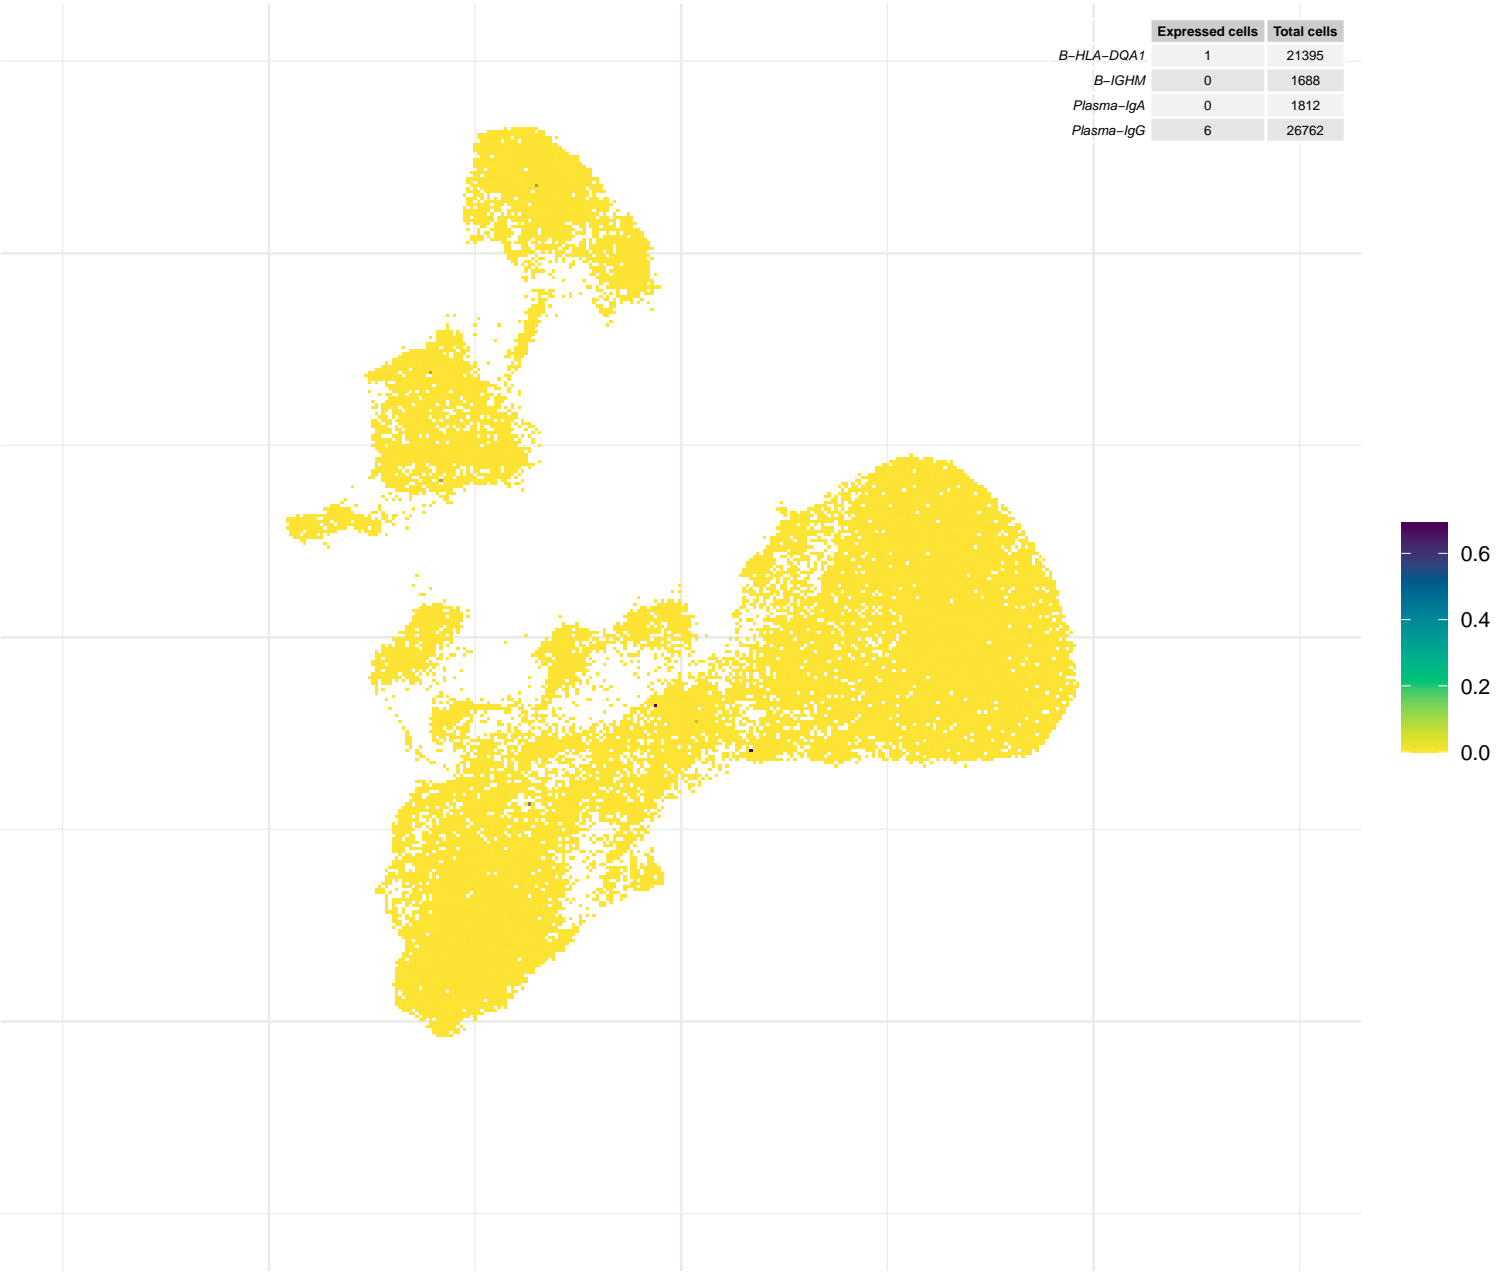 Expressed cells Total cells
B−HLA−DQA1 1 21395
B−IGHM 0 1688
Plasma−IgA 0 1812
Plasma−IgG 6 26762
0.6
0.4
0.2
0.0